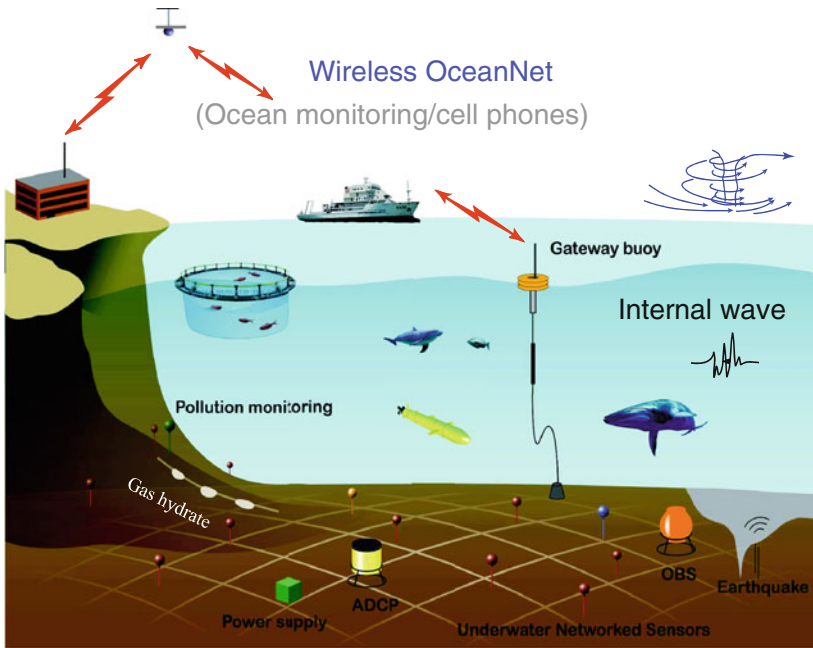 Wireless OceanNet
(Ocean monitoring/cell phones)
Gateway buoy
Internal wave
Pollution monitoring
Gas hydrate
OBS
Earthquake
ADCP
Power supply
Underwater Networked Sensors